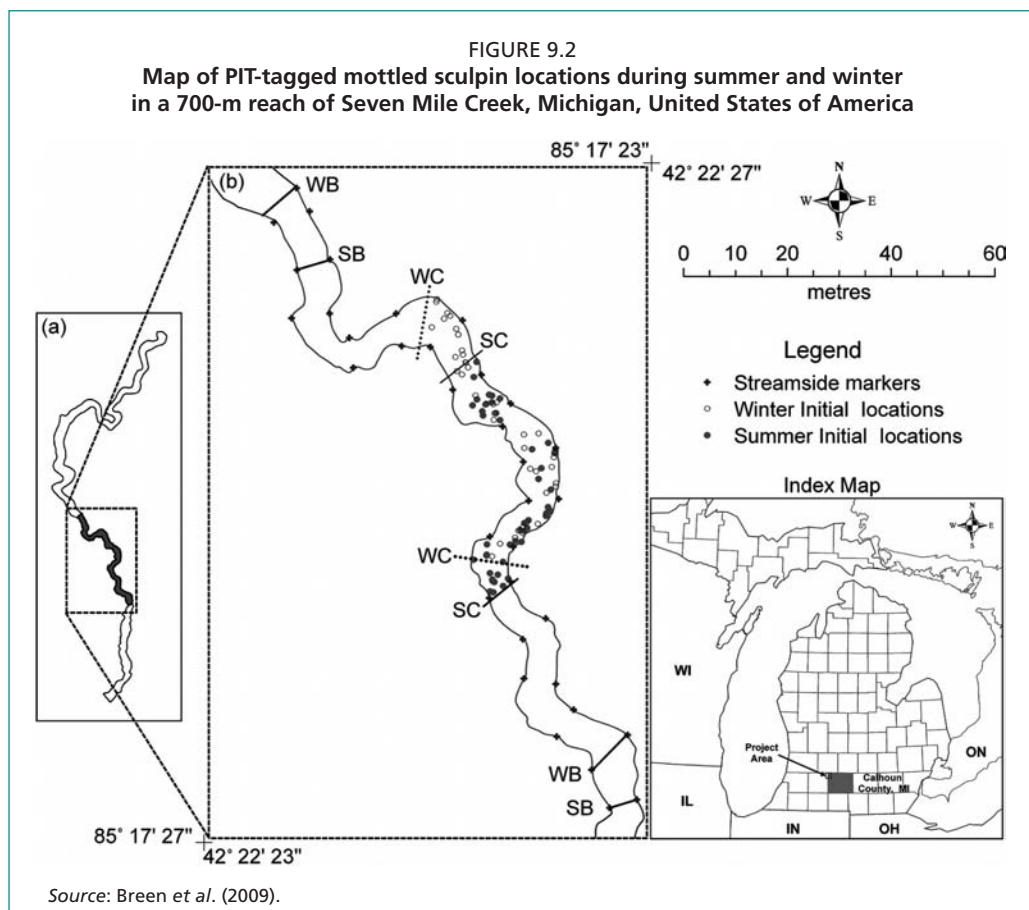 FIGURE 9.2
Map of PIT-tagged mottled sculpin locations during summer and winter
in a 700-m reach of Seven Mile Creek, Michigan, United States of America
85° 17' 23"
42° 22' 27"
(b)
WB
SB
WC
SC
WC
SC
WB
SB
(a)
85° 17' 27"
42° 22' 23"
N
W E
S
0 10 20 30 40 60
metres
Legend
Streamside markers
Winter Initial locations
Summer Initial locations
Index Map
N
W E
S
WI
IL
IN
OH
ON
Project
Area
Calhoun
County, MI
Source: Breen et al. (2009).